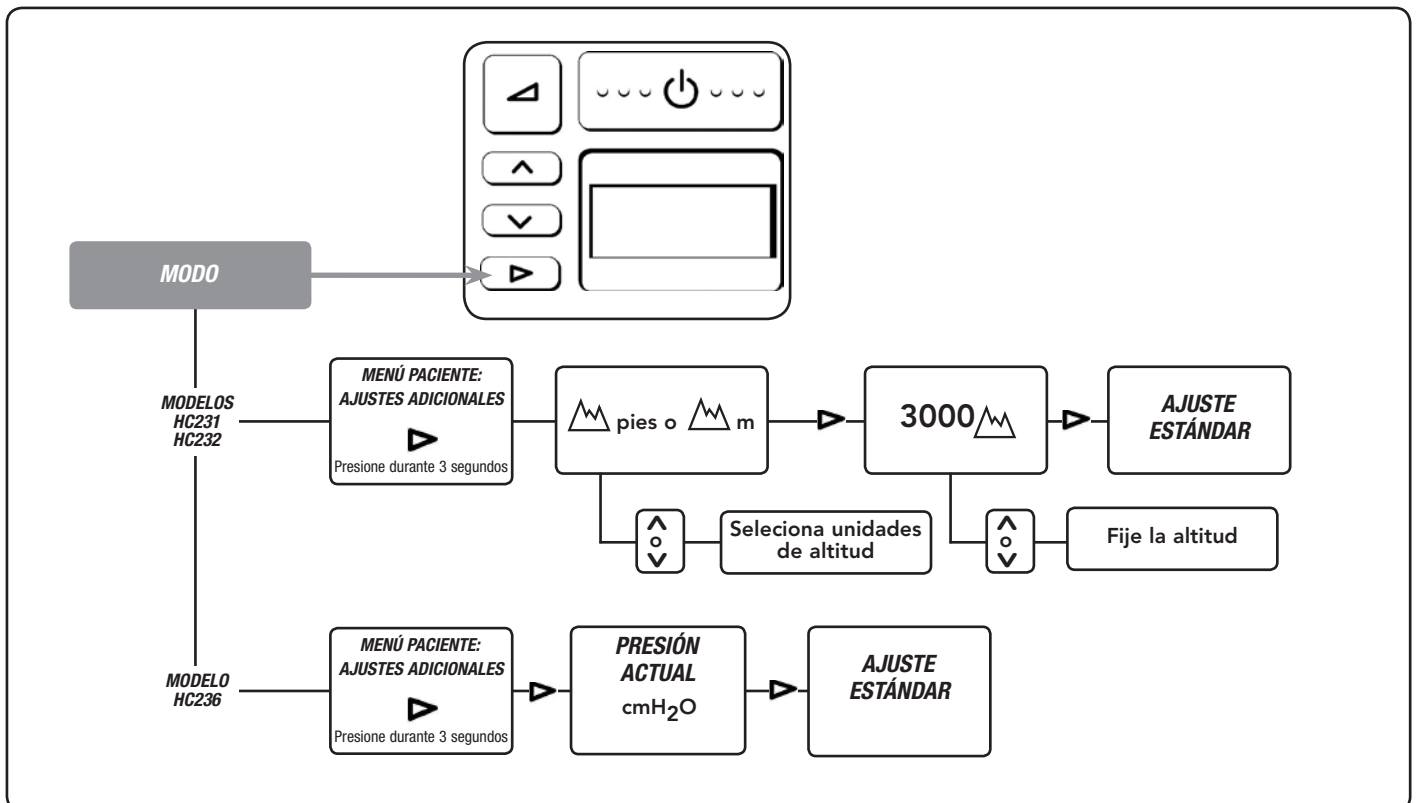 MODO
MODELOS
HC231
HC232
MENÚ PACIENTE:
AJUSTES ADICIONALES
Presione durante 3 segundos
pies o m
3000
AJUSTE
ESTÁNDAR
o
Seleciona unidades
de altitud
o
Fije la altitud
MODELO
HC236
MENÚ PACIENTE:
AJUSTES ADICIONALES
Presione durante 3 segundos
PRESIÓN
ACTUAL
cmH2O
AJUSTE
ESTÁNDAR